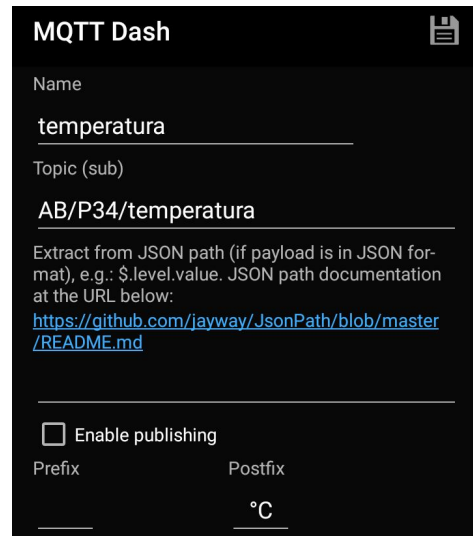 MQTT Dash
Name
temperatura
Topic (sub)
AB/P34/temperatura
Extract from JSON path (if payload is in JSON for-
mat), e.g.: $.level.value. JSON path documentation
at the URL below:
https://github.com/jayway/JsonPath/blob/master
/README.md
Enable publishing
Prefix Postfix
°C